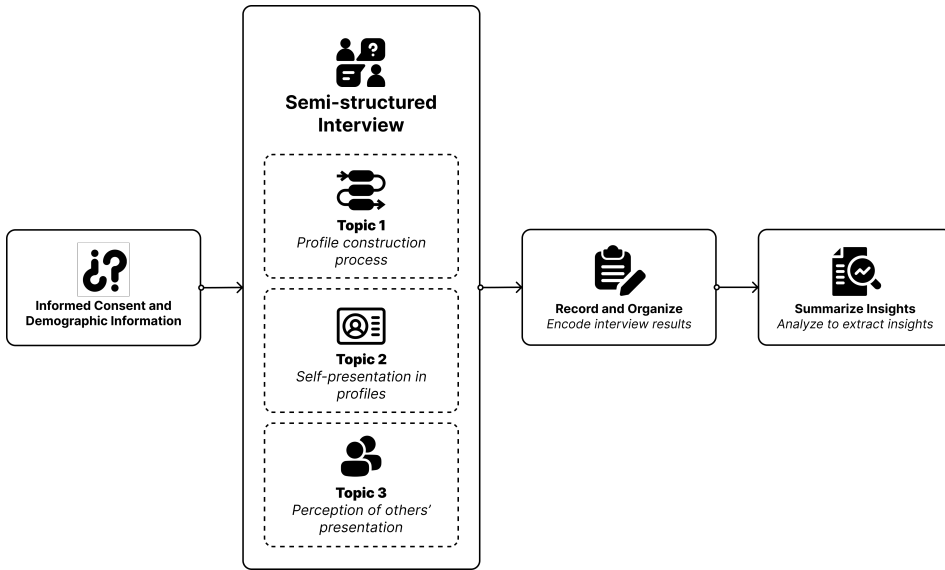 Informed Consent and
Demographic Information
Semi-structured
Interview
Topic 1
Profile construction
process
Topic 2
Self-presentation in
profiles
Topic 3
Perception of others’
presentation
Record and Organize
Encode interview results
Summarize Insights
Analyze to extract insights